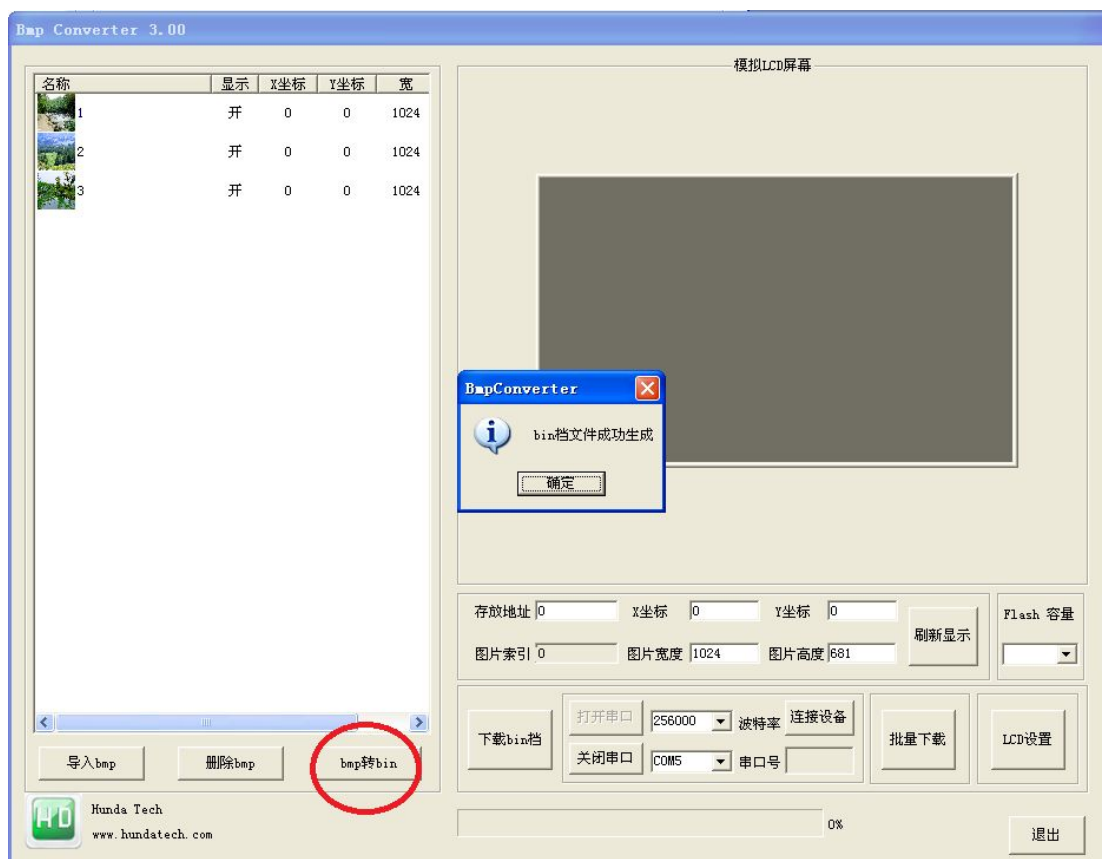 Bmp Converter 3.00
名称 显示 X坐标 Y坐标 宽
1 开 0 0 1024
2 开 0 0 1024
3 开 0 0 1024
导入bmp 删除bmp bmp转bin
Hunda Tech
www.hundatech.com
模拟LCD屏幕
BmpConverter
bin档文件成功生成
确定
存放地址 0 X坐标 0 Y坐标 0
图片索引 0 图片宽度 1024 图片高度 681
刷新显示
Flash 容量
下载bin档
打开串口 256000 波特率 连接设备
关闭串口 COM5 串口号
批量下载
LCD设置
0%
退出